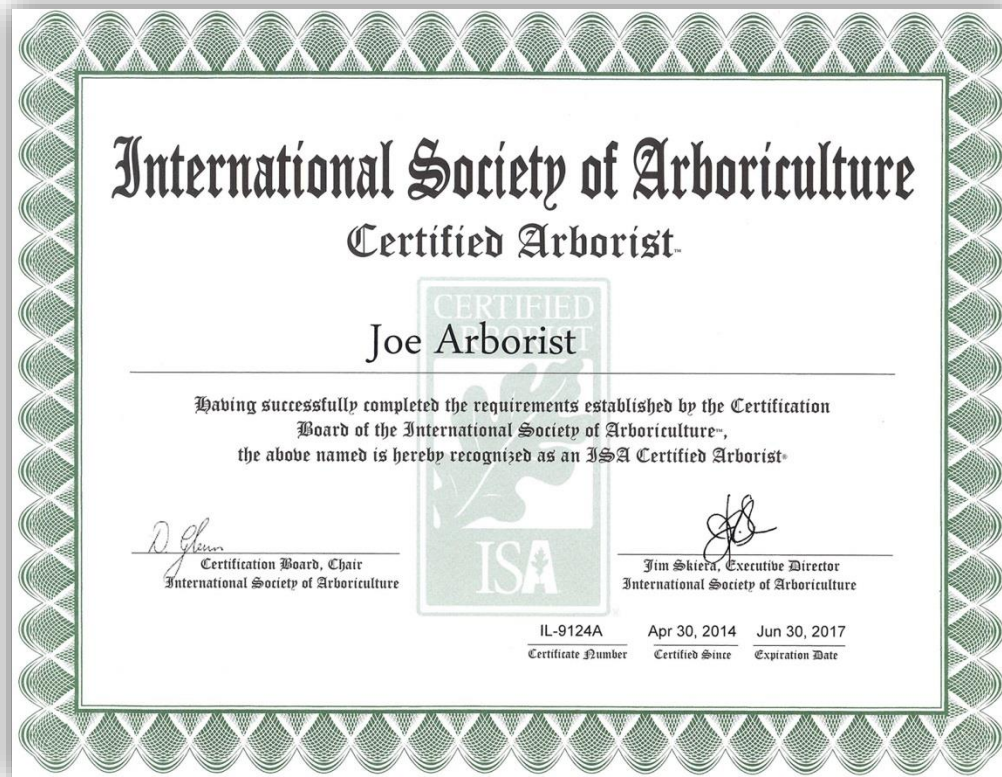 International Society of Arboriculture
Certified Arborist™
CERTIFIED
ARBORIST
Joe Arborist
Having successfully completed the requirements established by the Certification
Board of the International Society of Arboriculture™,
the above named is hereby recognized as an ISA Certified Arborist®
D. Glenn
Certification Board, Chair
International Society of Arboriculture
ISA
Jim Skiera, Executive Director
International Society of Arboriculture
IL-9124A
Certificate Number
Apr 30, 2014
Certified Since
Jun 30, 2017
Expiration Date